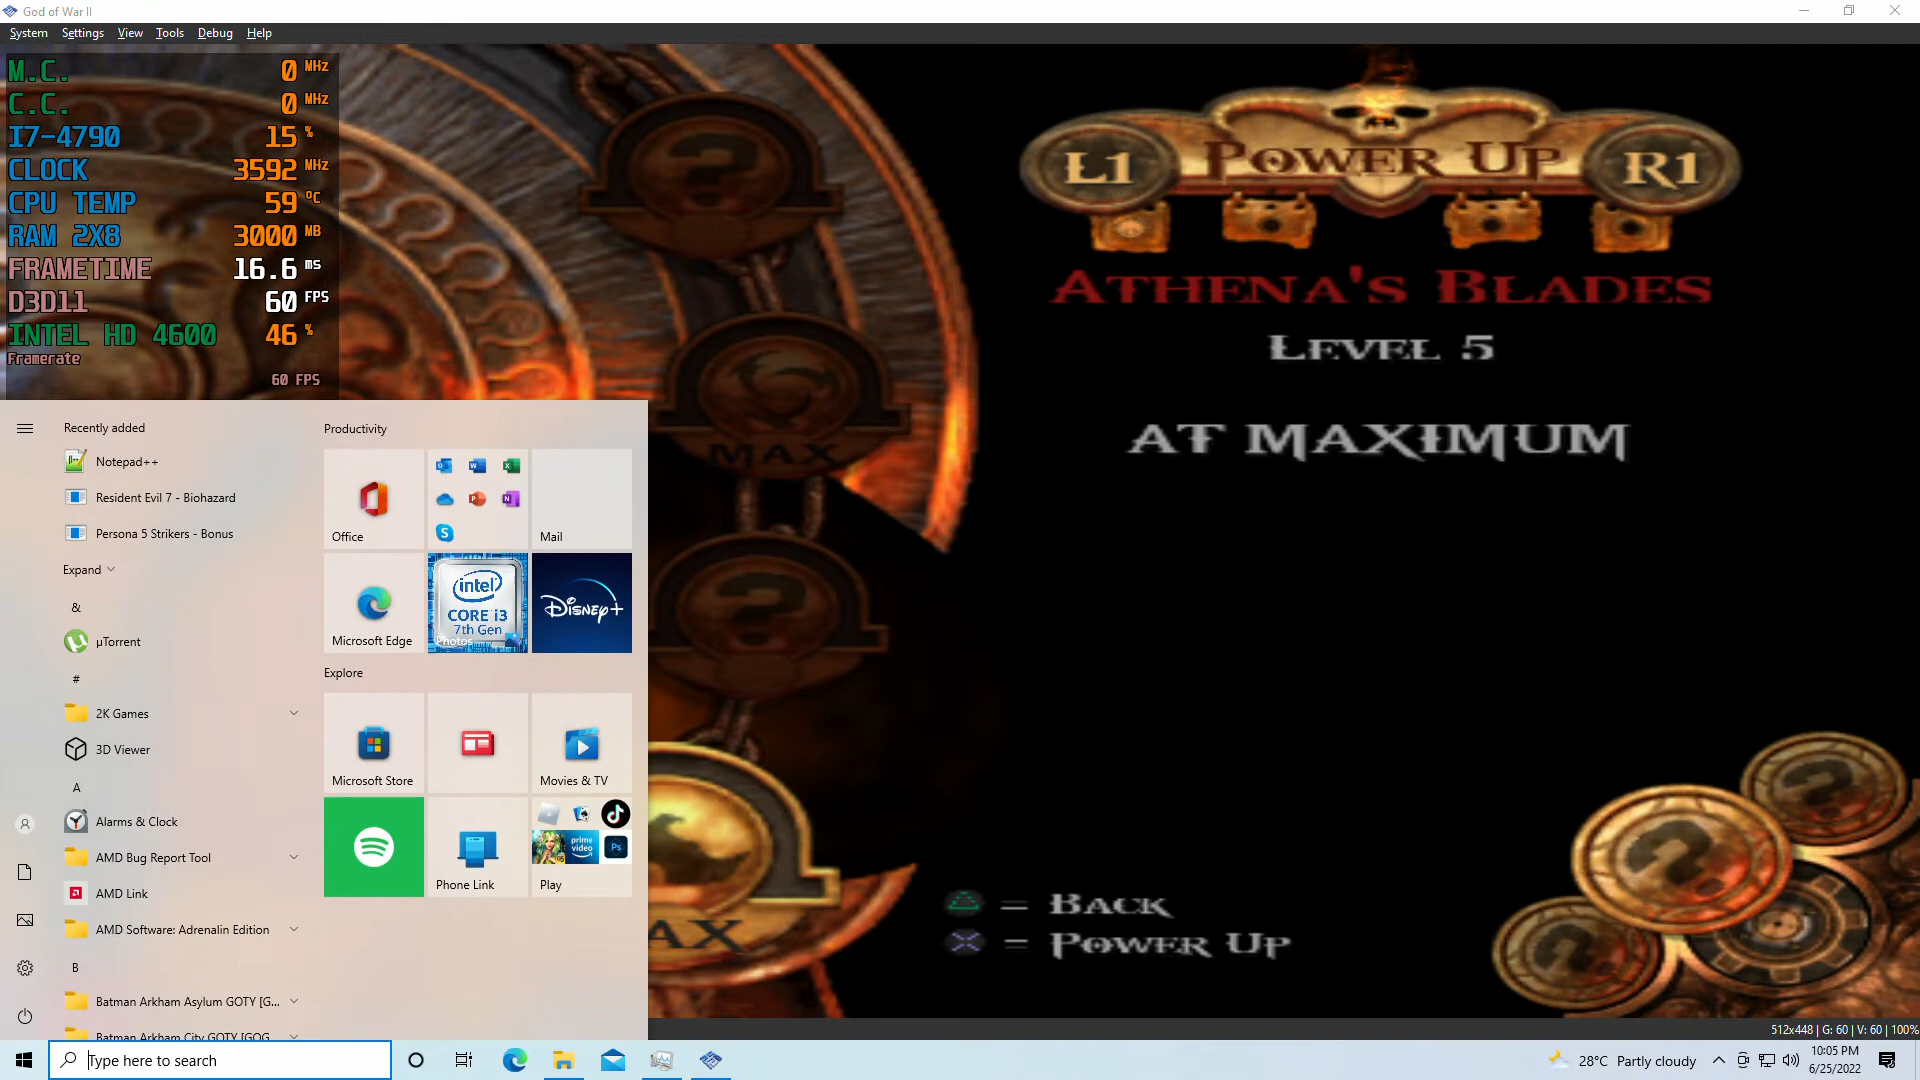 God of War II
System Settings View Tools Debug Help
M.C. 0 MHz
C.C. 0 MHz
I7-4790 15 %
CLOCK 3592 MHz
CPU TEMP 59 °C
RAM 2X8 3000 MB
FRAMETIME 16.6 ms
D3D11 60 FPS
INTEL HD 4600 46 %
Framerate
60 FPS
L1 POWER UP R1
ATHENA'S BLADES
LEVEL 5
AT MAXIMUM
MAX
AX
= BACK
= POWER UP
Recently added
Notepad++
Resident Evil 7 - Biohazard
Persona 5 Strikers - Bonus
Expand
&
µTorrent
#
2K Games
3D Viewer
A
Alarms & Clock
AMD Bug Report Tool
AMD Link
AMD Software: Adrenalin Edition
B
Batman Arkham Asylum GOTY [G...
Batman Arkham City GOTY [GOG
Productivity
Office
Mail
Microsoft Edge
intel
CORE i3
7th Gen
Photos
Disney+
Explore
Microsoft Store
Movies & TV
Phone Link
prime video
Ps
Play
512x448 | G: 60 | V: 60 | 100%
Type here to search
28°C Partly cloudy
10:05 PM
6/25/2022